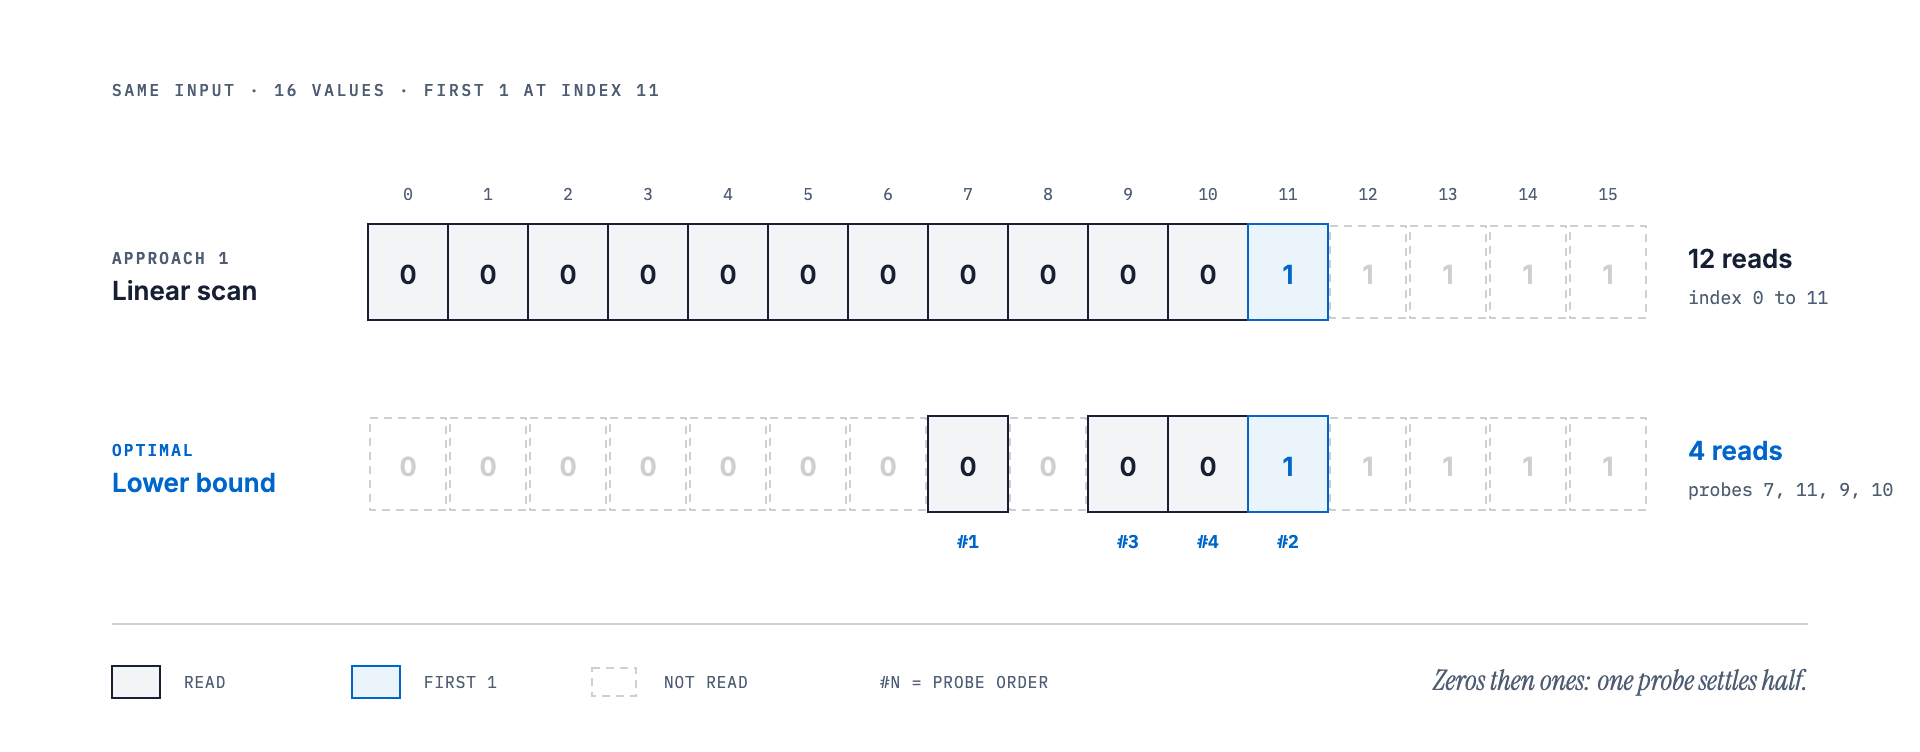 SAME INPUT · 16 VALUES · FIRST 1 AT INDEX 11
0 1 2 3 4 5 6 7 8 9 10 11 12 13 14 15
APPROACH 1
Linear scan
0 0 0 0 0 0 0 0 0 0 0 1 1 1 1 1
12 reads
index 0 to 11
OPTIMAL
Lower bound
0 0 0 0 0 0 0 0 0 0 0 1 1 1 1 1
4 reads
probes 7, 11, 9, 10
#1 #3 #4 #2
READ FIRST 1 NOT READ #N = PROBE ORDER
Zeros then ones: one probe settles half.